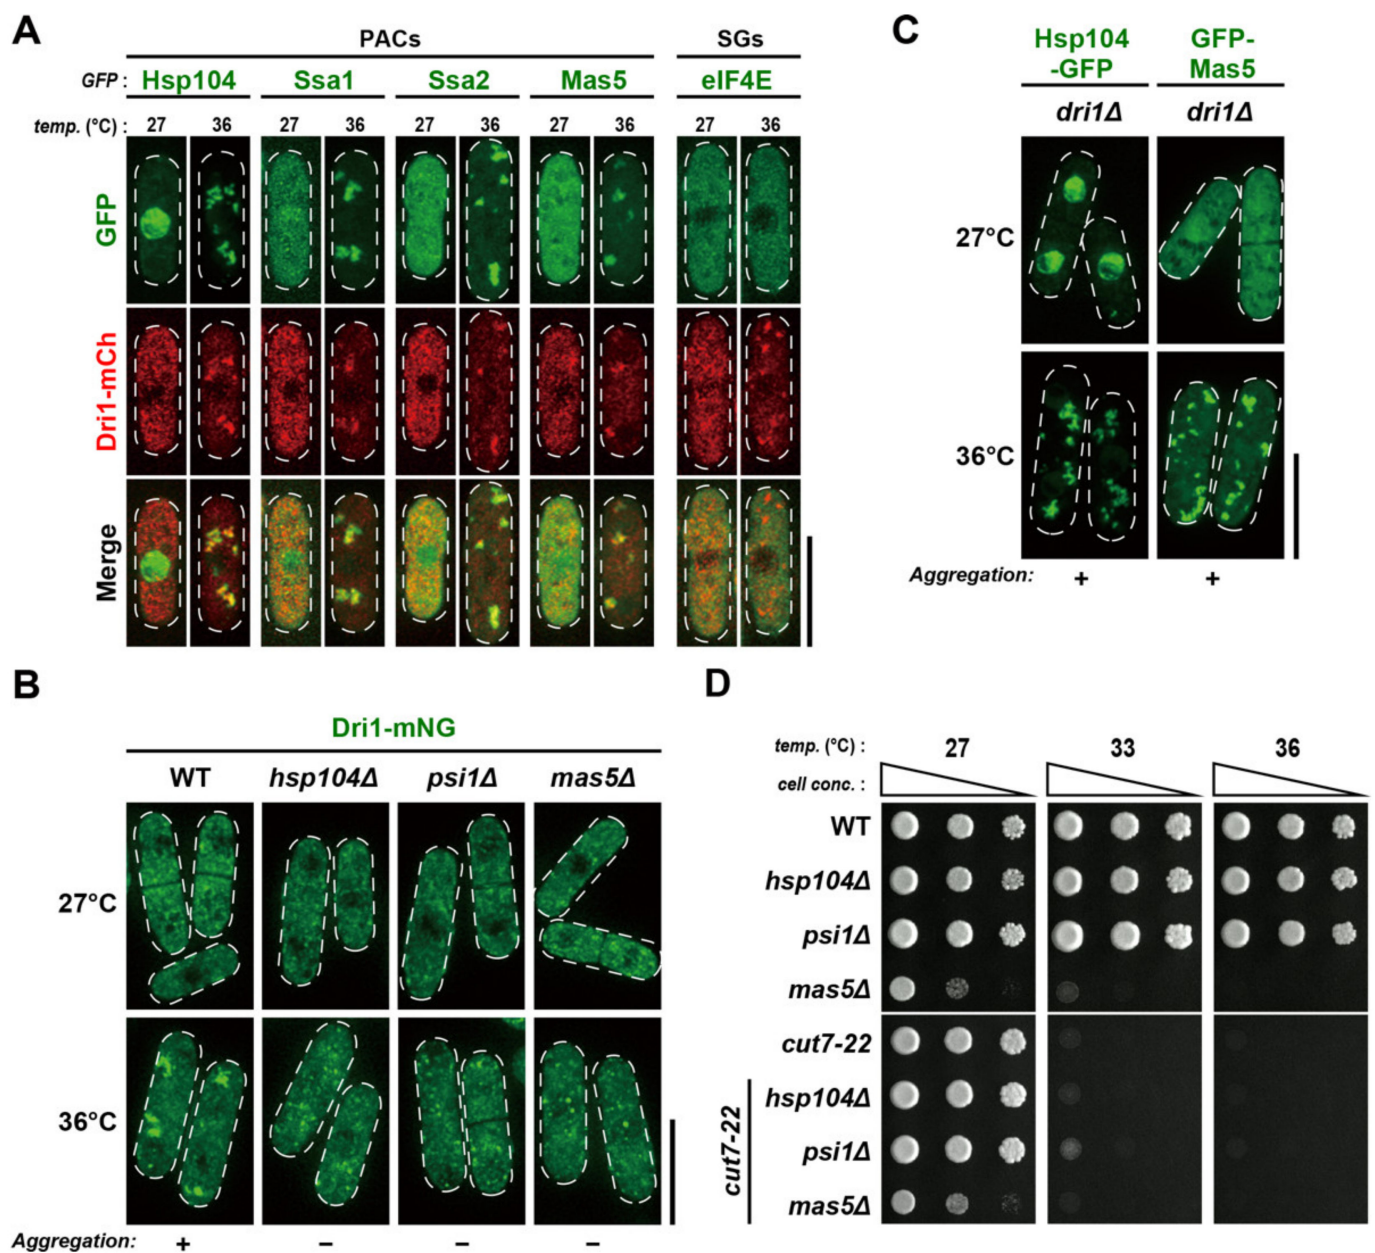 A
PACs
SGs
GFP :
Hsp104
Ssa1
Ssa2
Mas5
eIF4E
temp. (°C) :
27
36
27
36
27
36
27
36
27
36
GFP
Dri1-mCh
Merge
B
Dri1-mNG
WT
hsp104Δ
psi1Δ
mas5Δ
27°C
36°C
Aggregation:
+
−
−
−
C
Hsp104
-GFP
GFP-
Mas5
dri1Δ
dri1Δ
27°C
36°C
Aggregation:
+
+
D
temp. (°C) :
27
33
36
cell conc. :
WT
hsp104Δ
psi1Δ
mas5Δ
cut7-22
cut7-22
hsp104Δ
psi1Δ
mas5Δ